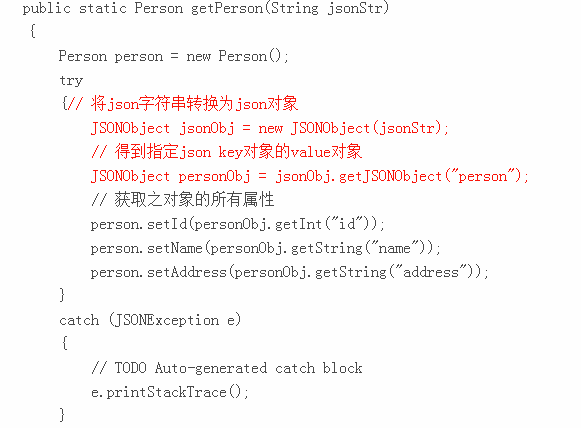 public static Person getPerson(String jsonStr)
{
Person person = new Person();
try
{// 将json字符串转换为json对象
JSONObject jsonObj = new JSONObject(jsonStr);
// 得到指定json key对象的value对象
JSONObject personObj = jsonObj.getJSONObject("person");
// 获取之对象的所有属性
person.setId(personObj.getInt("id"));
person.setName(personObj.getString("name"));
person.setAddress(personObj.getString("address"));
}
catch (JSONException e)
{
// TODO Auto-generated catch block
e.printStackTrace();
}